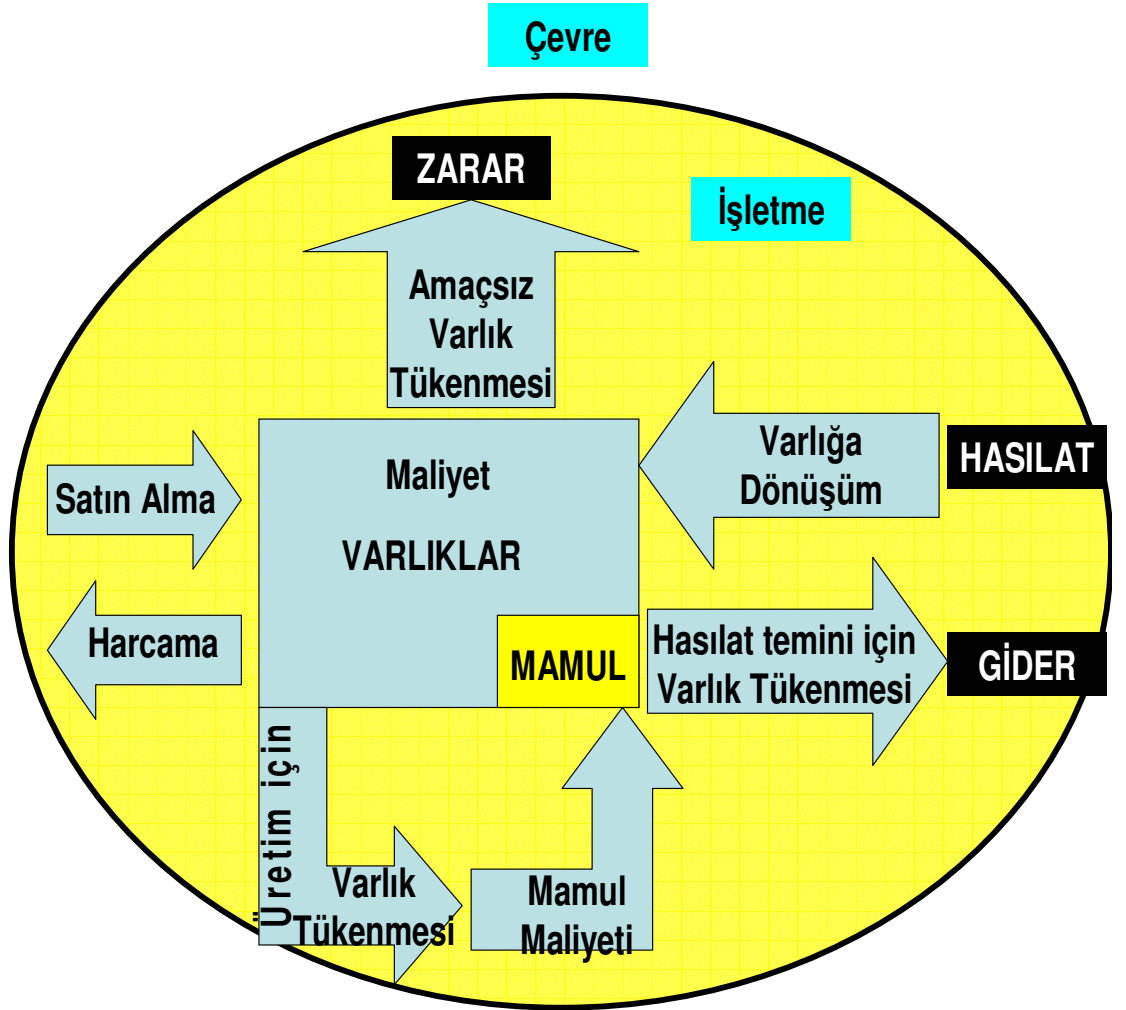 Çevre
ZARAR
İşletme
Amaçsız
Varlık
Tükenmesi
Satın Alma
Maliyet
VARLIKLAR
Varlığa
Dönüşüm
HASILAT
Harcama
MAMUL
Hasılat temini için
Varlık Tükenmesi
GİDER
Üretim için
Varlık
Tükenmesi
Mamul
Maliyeti